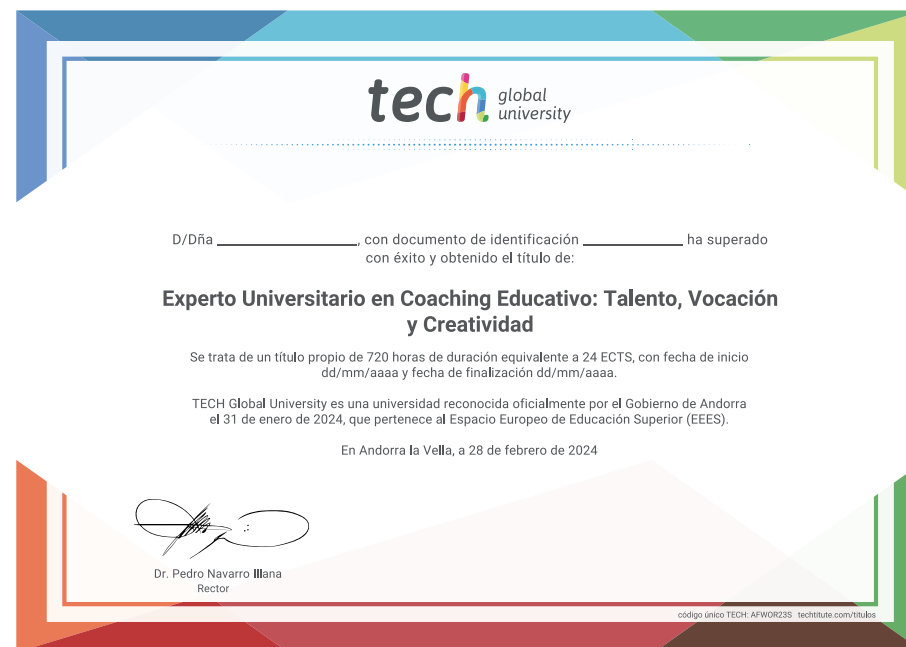 tech global
university
D/Dña ____________, con documento de identificación ____________ ha superado
con éxito y obtenido el título de:
Experto Universitario en Coaching Educativo: Talento, Vocación
y Creatividad
Se trata de un título propio de 720 horas de duración equivalente a 24 ECTS, con fecha de inicio
dd/mm/aaaa y fecha de finalización dd/mm/aaaa.
TECH Global University es una universidad reconocida oficialmente por el Gobierno de Andorra
el 31 de enero de 2024, que pertenece al Espacio Europeo de Educación Superior (EEES).
En Andorra la Vella, a 28 de febrero de 2024
Dr. Pedro Navarro Illana
Rector
código único TECH: AFWOR23S techtitute.com/titulos